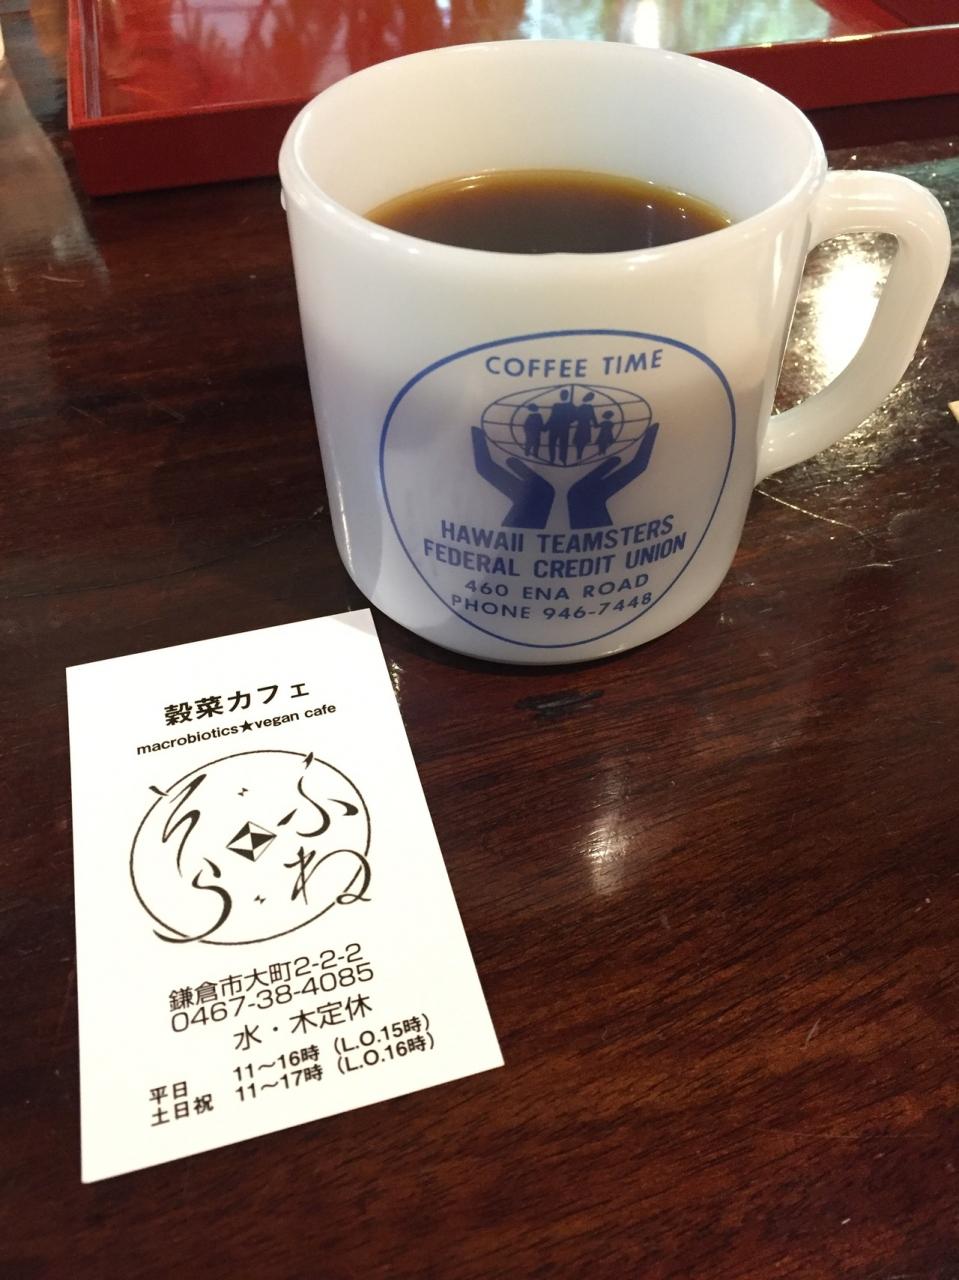 COFFEE TIME
HAWAII TEAMSTERS
FEDERAL CREDIT UNION
460 ENA ROAD
PHONE 946-7448
穀菜カフェ
macrobiotics★vegan cafe
ふね
そら
鎌倉市大町2-2-2
0467-38-4085
水・木定休
平日 11～16時（L.O.15時）
土日祝 11～17時（L.O.16時）